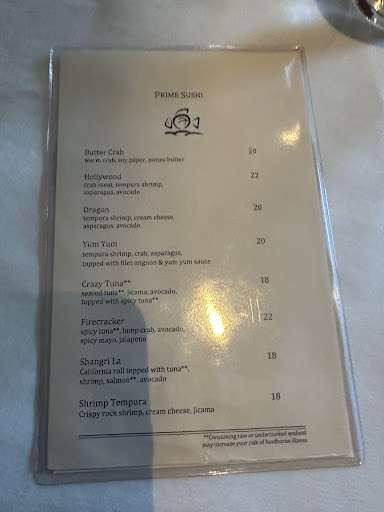 PRIME SUSHI
Butter Crab 20
warm crab, soy paper, ponzu butter
Hollywood 22
crab meat, tempura shrimp,
asparagus, avocado
Dragon 20
tempura shrimp, cream cheese,
asparagus avocado
Yum Yum 20
tempura shrimp, crab, asparagus,
topped with filet mignon & yum yum sauce
Crazy Tuna** 18
seared tuna**, jicama, avocado,
topped with spicy tuna**
Firecracker 22
spicy tuna**, lump crab, avocado,
spicy mayo, jalapeno
Shangri La 18
California roll topped with tuna**,
shrimp, salmon**, avocado
Shrimp Tempura 18
Crispy rock shrimp, cream cheese, jicama
**Consuming raw or undercooked seafood
may increase your risk of foodborne illness